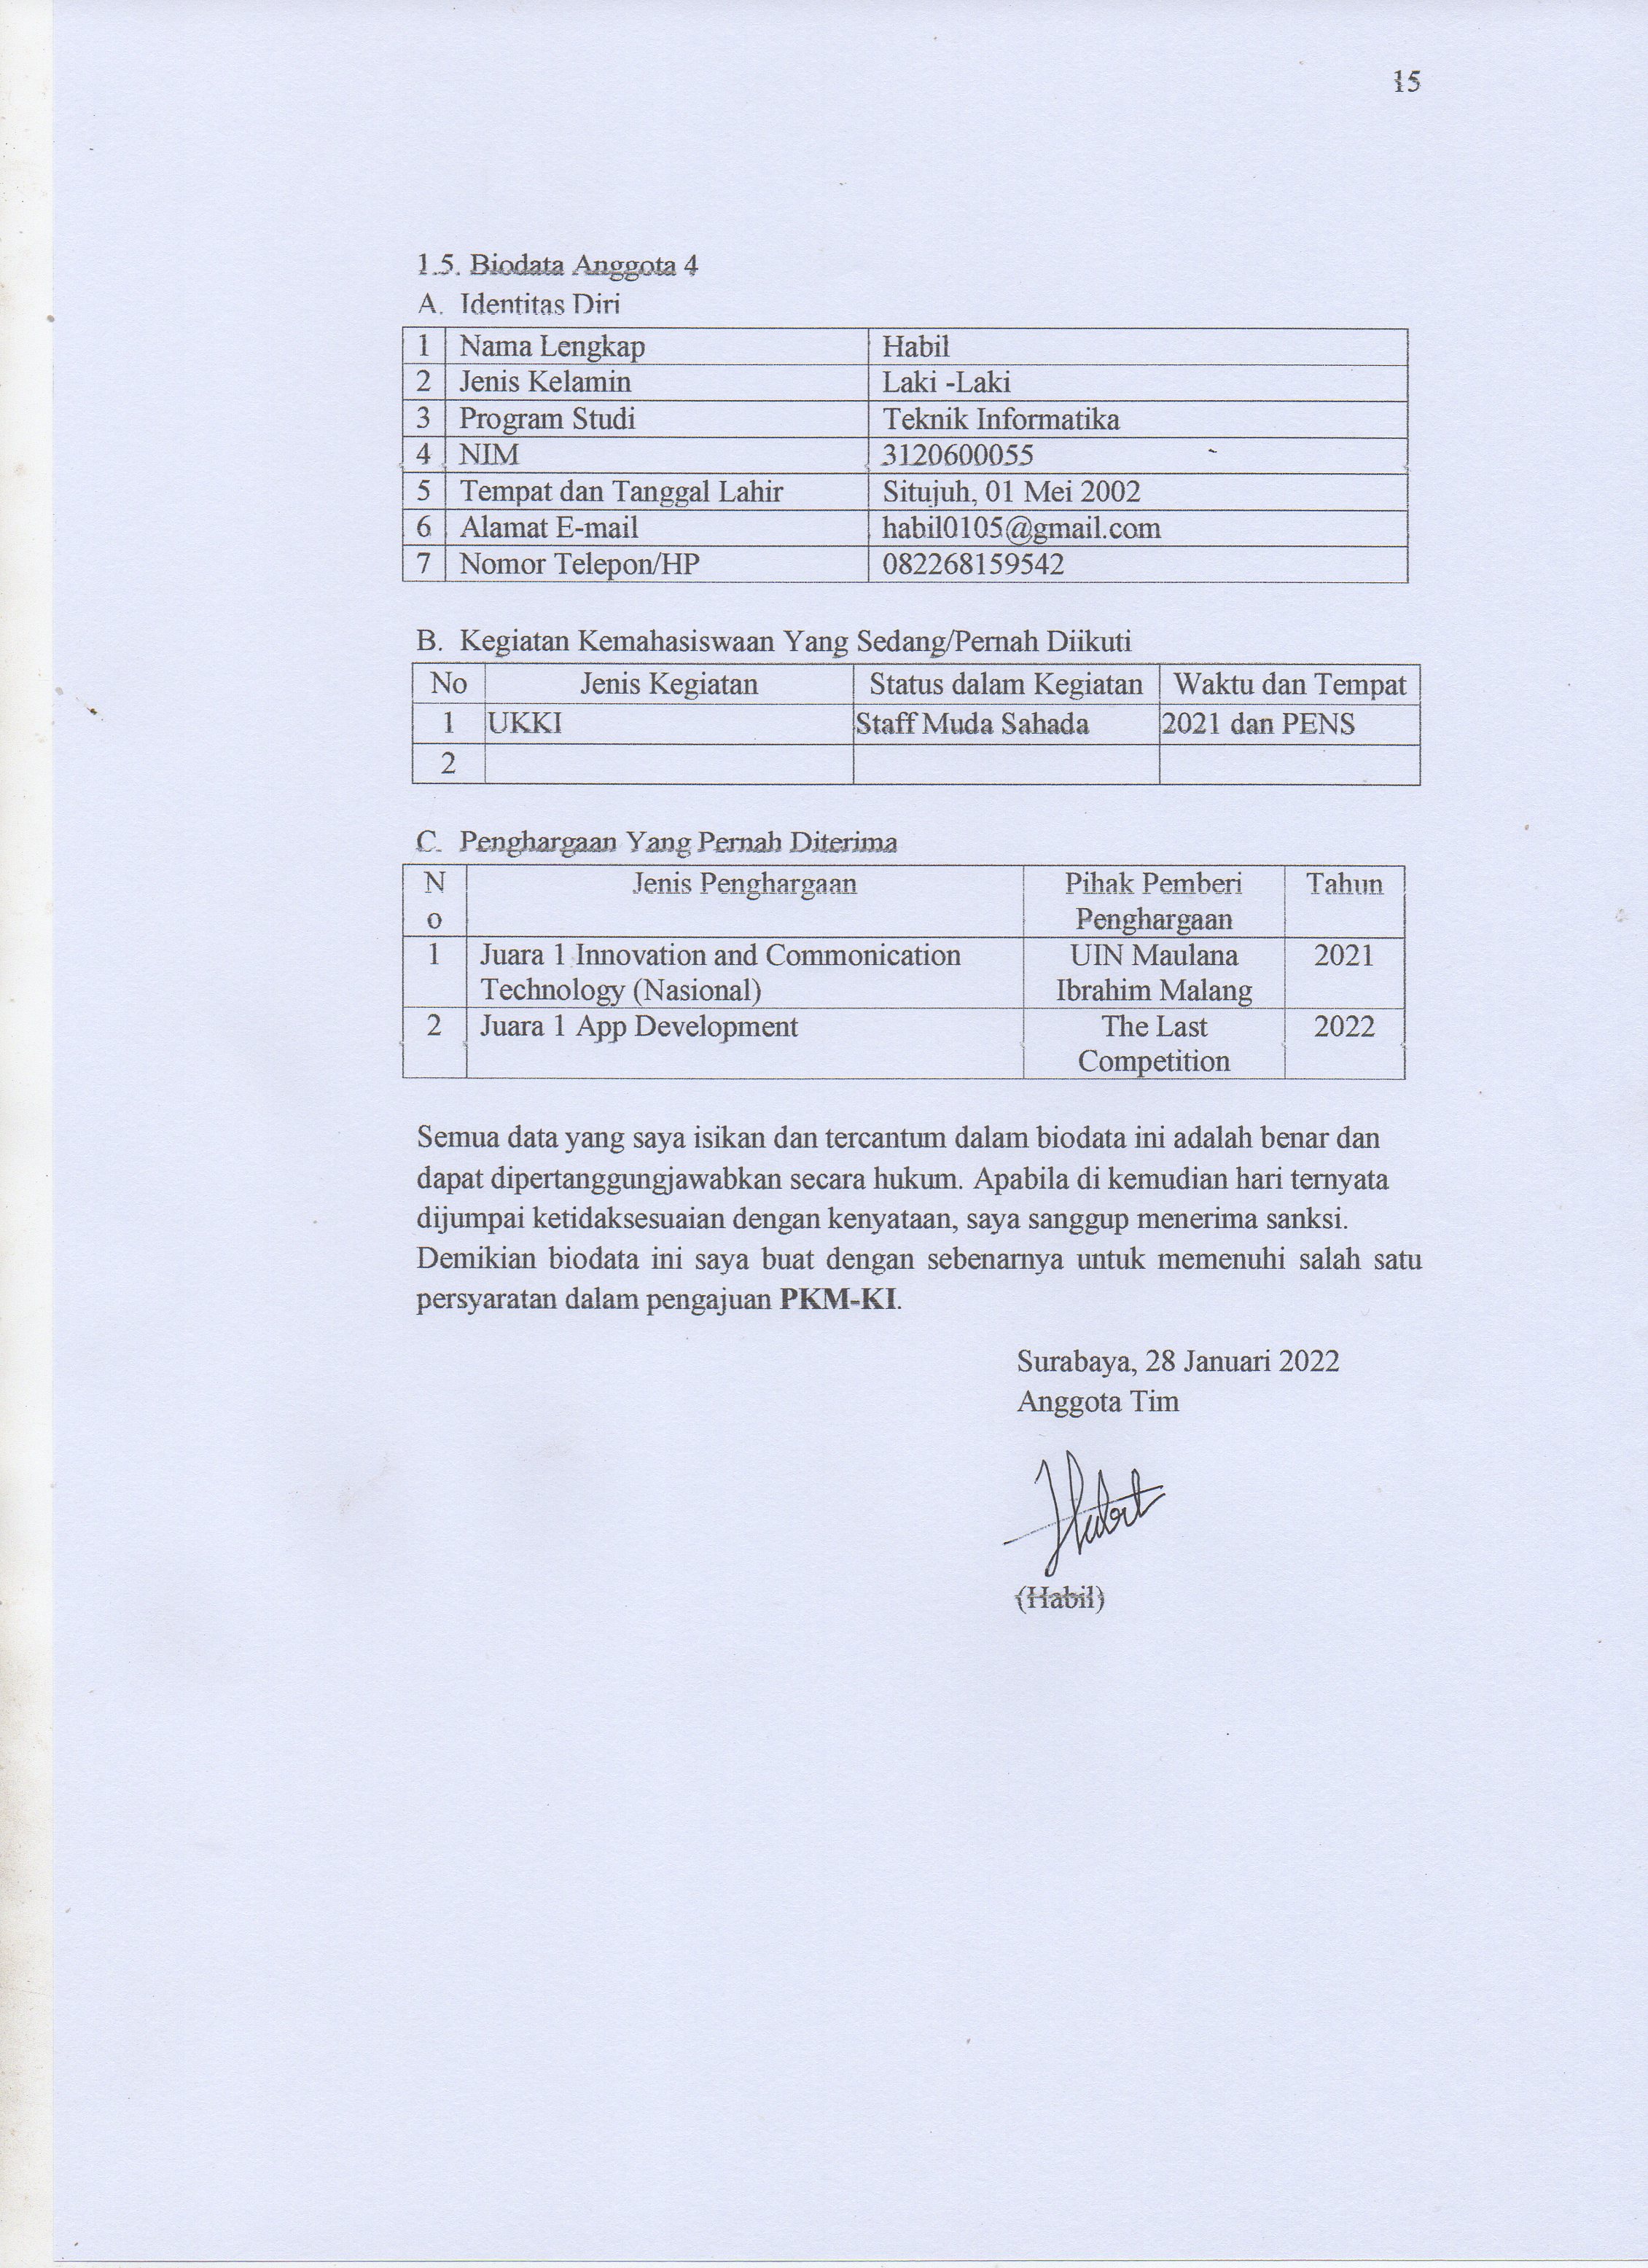 15
1.5. Biodata Anggota 4
A. Identitas Diri
1 Nama Lengkap Habil
2 Jenis Kelamin Laki -Laki
3 Program Studi Teknik Informatika
4 NIM 3120600055
5 Tempat dan Tanggal Lahir Situjuh, 01 Mei 2002
6 Alamat E-mail habil0105@gmail.com
7 Nomor Telepon/HP 082268159542
B. Kegiatan Kemahasiswaan Yang Sedang/Pernah Diikuti
No Jenis Kegiatan Status dalam Kegiatan Waktu dan Tempat
1 UKKI Staff Muda Sahada 2021 dan PENS
2
C. Penghargaan Yang Pernah Diterima
N Jenis Penghargaan Pihak Pemberi Tahun
o Penghargaan
1 Juara 1 Innovation and Commonication UIN Maulana 2021
Technology (Nasional) Ibrahim Malang
2 Juara 1 App Development The Last 2022
Competition
Semua data yang saya isikan dan tercantum dalam biodata ini adalah benar dan
dapat dipertanggungjawabkan secara hukum. Apabila di kemudian hari ternyata
dijumpai ketidaksesuaian dengan kenyataan, saya sanggup menerima sanksi.
Demikian biodata ini saya buat dengan sebenarnya untuk memenuhi salah satu
persyaratan dalam pengajuan PKM-KI.
Surabaya, 28 Januari 2022
Anggota Tim
(Habil)